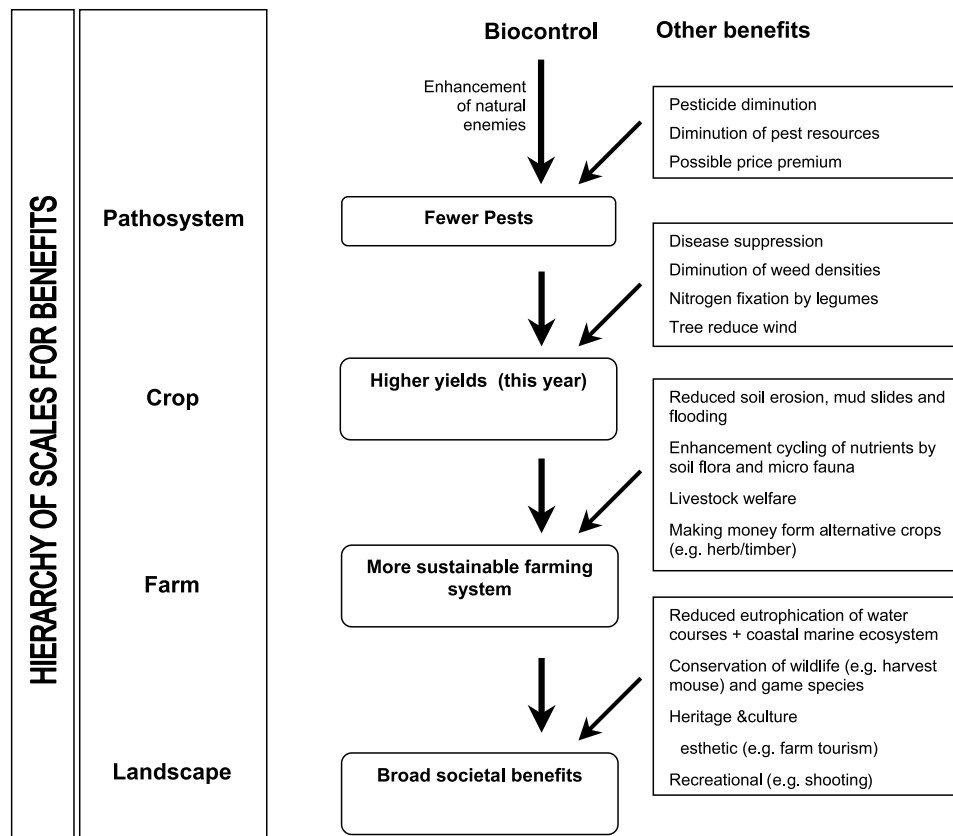 HIERARCHY OF SCALES FOR BENEFITS
Biocontrol
Other benefits
Enhancement
of natural
enemies
Pesticide diminution
Diminution of pest resources
Possible price premium
Pathosystem
Fewer Pests
Disease suppression
Diminution of weed densities
Nitrogen fixation by legumes
Tree reduce wind
Crop
Higher yields (this year)
Reduced soil erosion, mud slides and
flooding
Enhancement cycling of nutrients by
soil flora and micro fauna
Livestock welfare
Making money form alternative crops
(e.g. herb/timber)
Farm
More sustainable farming
system
Reduced eutrophication of water
courses + coastal marine ecosystem
Conservation of wildlife (e.g. harvest
mouse) and game species
Heritage &culture
esthetic (e.g. farm tourism)
Recreational (e.g. shooting)
Landscape
Broad societal benefits